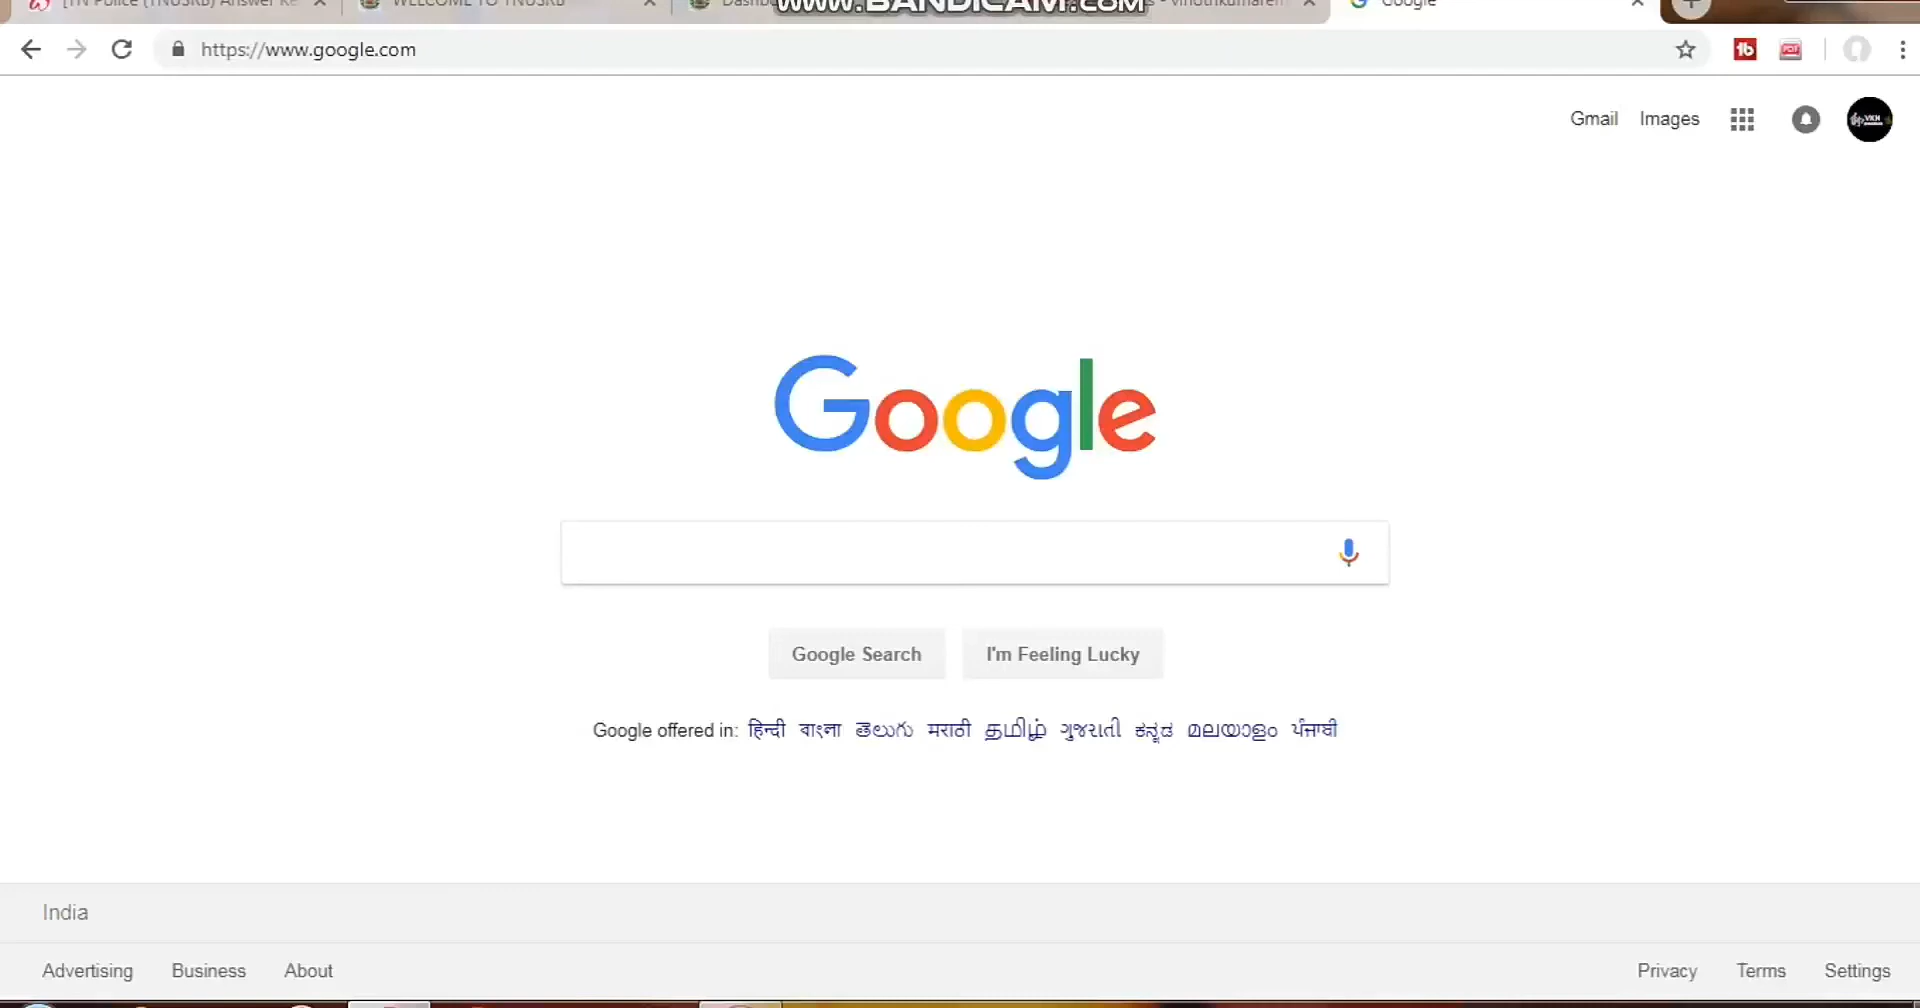 [TN Police (TNUSRB) Answer Ke
WELCOME TO TNUSRB
www.BANDICAM.com
Google
https://www.google.com
Gmail Images
Google
Google Search I'm Feeling Lucky
Google offered in: हिन्दी বাংলা తెలుగు मराठी தமிழ் ગુજરાતી ಕನ್ನಡ മലയാളം ਪੰਜਾਬੀ
India
Advertising Business About Privacy Terms Settings